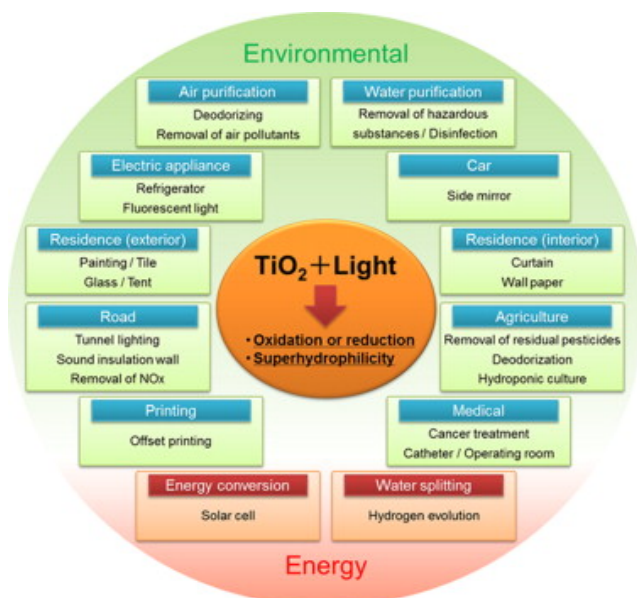 Environmental
Air purification
Deodorizing
Removal of air pollutants
Water purification
Removal of hazardous
substances / Disinfection
Electric appliance
Refrigerator
Fluorescent light
Car
Side mirror
Residence (exterior)
Painting / Tile
Glass / Tent
TiO₂＋Light
• Oxidation or reduction
• Superhydrophilicity
Residence (interior)
Curtain
Wall paper
Road
Tunnel lighting
Sound insulation wall
Removal of NOx
Agriculture
Removal of residual pesticides
Deodorization
Hydroponic culture
Printing
Offset printing
Medical
Cancer treatment
Catheter / Operating room
Energy conversion
Solar cell
Water splitting
Hydrogen evolution
Energy